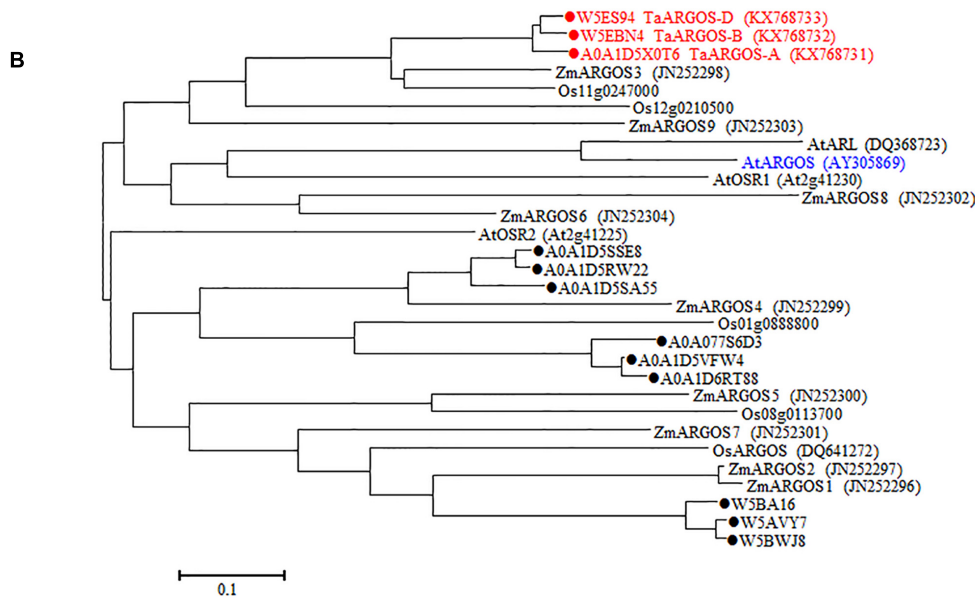 B
W5ES94 TaARGOS-D (KX768733)
W5EBN4 TaARGOS-B (KX768732)
A0A1D5X0T6 TaARGOS-A (KX768731)
ZmARGOS3 (JN252298)
Os11g0247000
Os12g0210500
ZmARGOS9 (JN252303)
AtARL (DQ368723)
AtARGOS (AY305869)
AtOSR1 (At2g41230)
ZmARGOS8 (JN252302)
ZmARGOS6 (JN252304)
AtOSR2 (At2g41225)
A0A1D5SSE8
A0A1D5RW22
A0A1D5SA55
ZmARGOS4 (JN252299)
Os01g0888800
A0A077S6D3
A0A1D5VFW4
A0A1D6RT88
ZmARGOS5 (JN252300)
Os08g0113700
ZmARGOS7 (JN252301)
OsARGOS (DQ641272)
ZmARGOS2 (JN252297)
ZmARGOS1 (JN252296)
W5BA16
W5AVY7
W5BWJ8
0.1